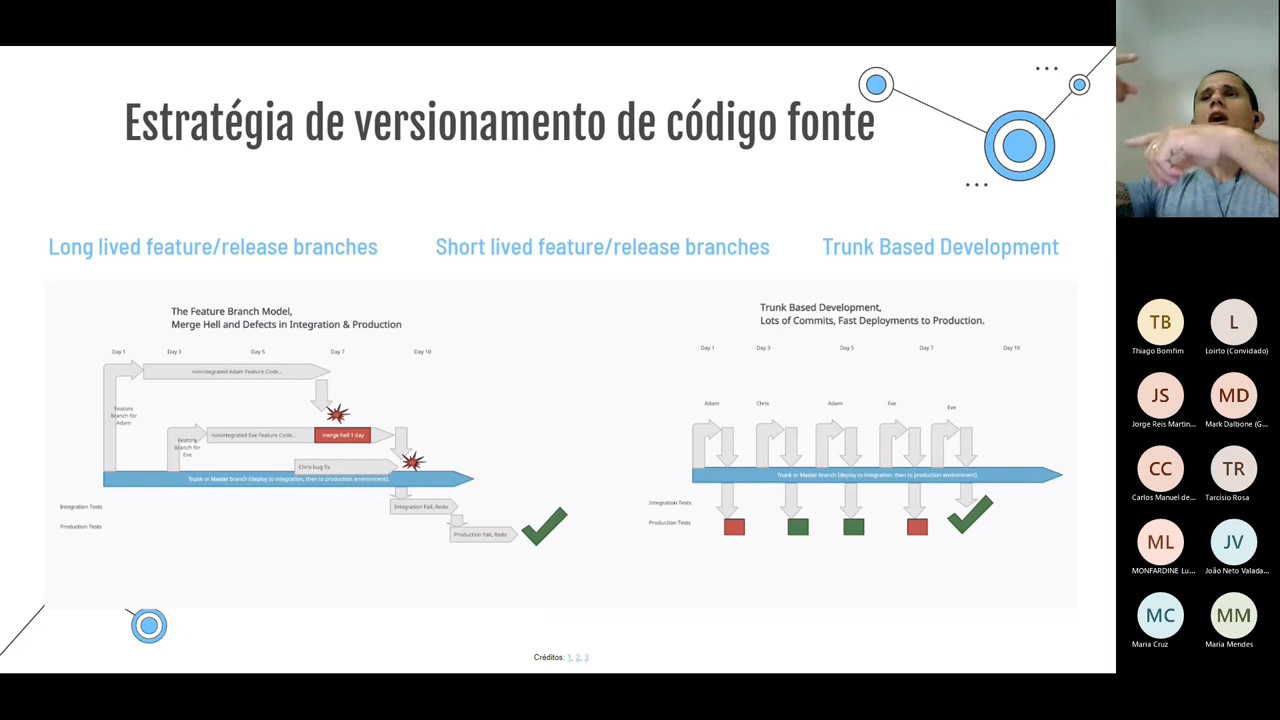 Estratégia de versionamento de código fonte
Long lived feature/release branches
Short lived feature/release branches
Trunk Based Development
The Feature Branch Model,
Merge Hell and Defects in Integration & Production
Day 1
Day 3
Day 5
Day 7
Day 10
nonintegrated Adam Feature Code...
Feature
Branch for
Adam
Feature
Branch for
Eve
nonintegrated Eve Feature Code...
merge hell 1 day
Chris bug fix
Trunk or Master branch (deploy to integration, then to production environment)
Integration Tests
Integration Fail, Redo
Production Tests
Production Fail, Redo
Trunk Based Development,
Lots of Commits, Fast Deployments to Production.
Day 1
Day 3
Day 5
Day 7
Day 10
Adam
Chris
Adam
Eve
Eve
Trunk or Master branch (deploy to integration, then to production environment)
Integration Tests
Production Tests
Créditos: 1, 2, 3
TB
Thiago Bomfim
L
Loirto (Convidado)
JS
Jorge Reis Martin...
MD
Mark Dalbone (G...
CC
Carlos Manuel de...
TR
Tarcísio Rosa
ML
MONFARDINE Lu...
JV
João Neto Valada...
MC
Maria Cruz
MM
Maria Mendes